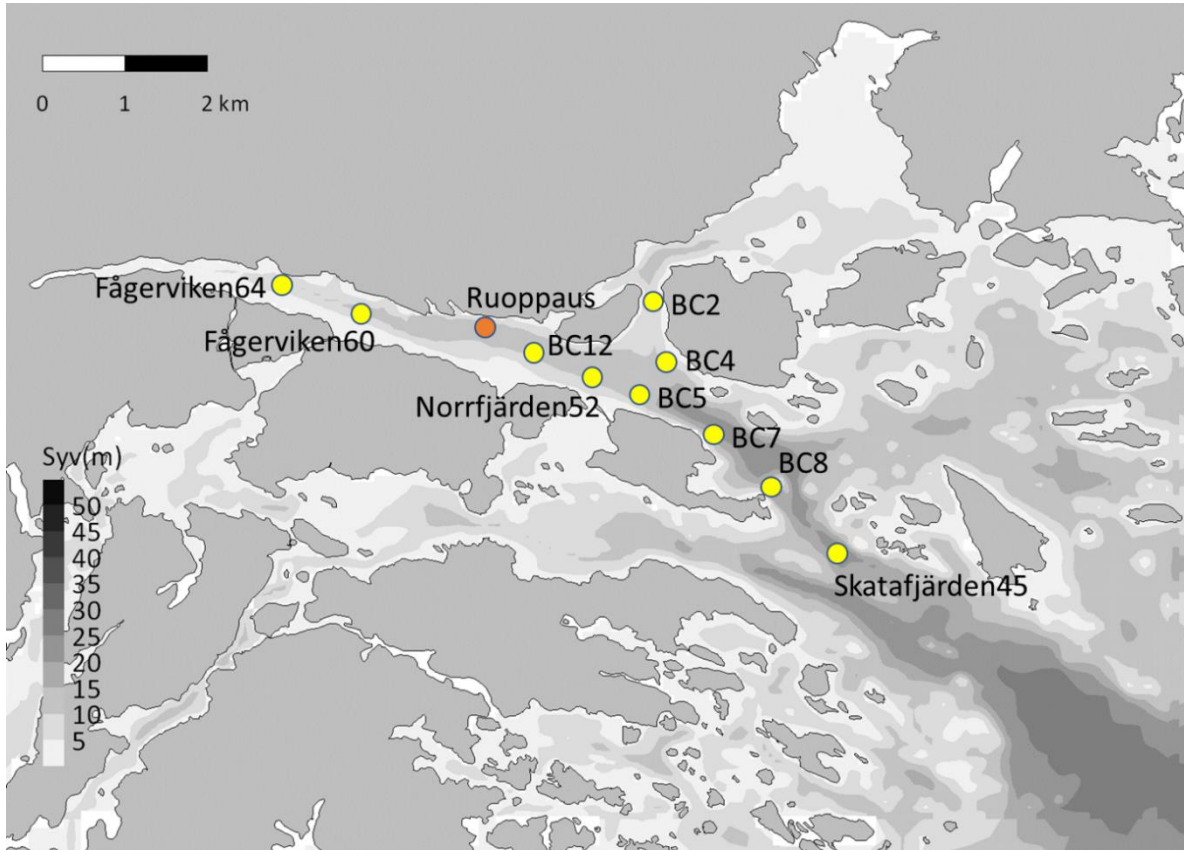 0 1 2 km
Ruoppaus
BC2
Fågerviken64
Fågerviken60
BC12
BC4
Norrfjärden52
BC5
BC7
Syv(m)
BC8
50
45
40
35
30
25
20
15
10
5
Skatafjärden45